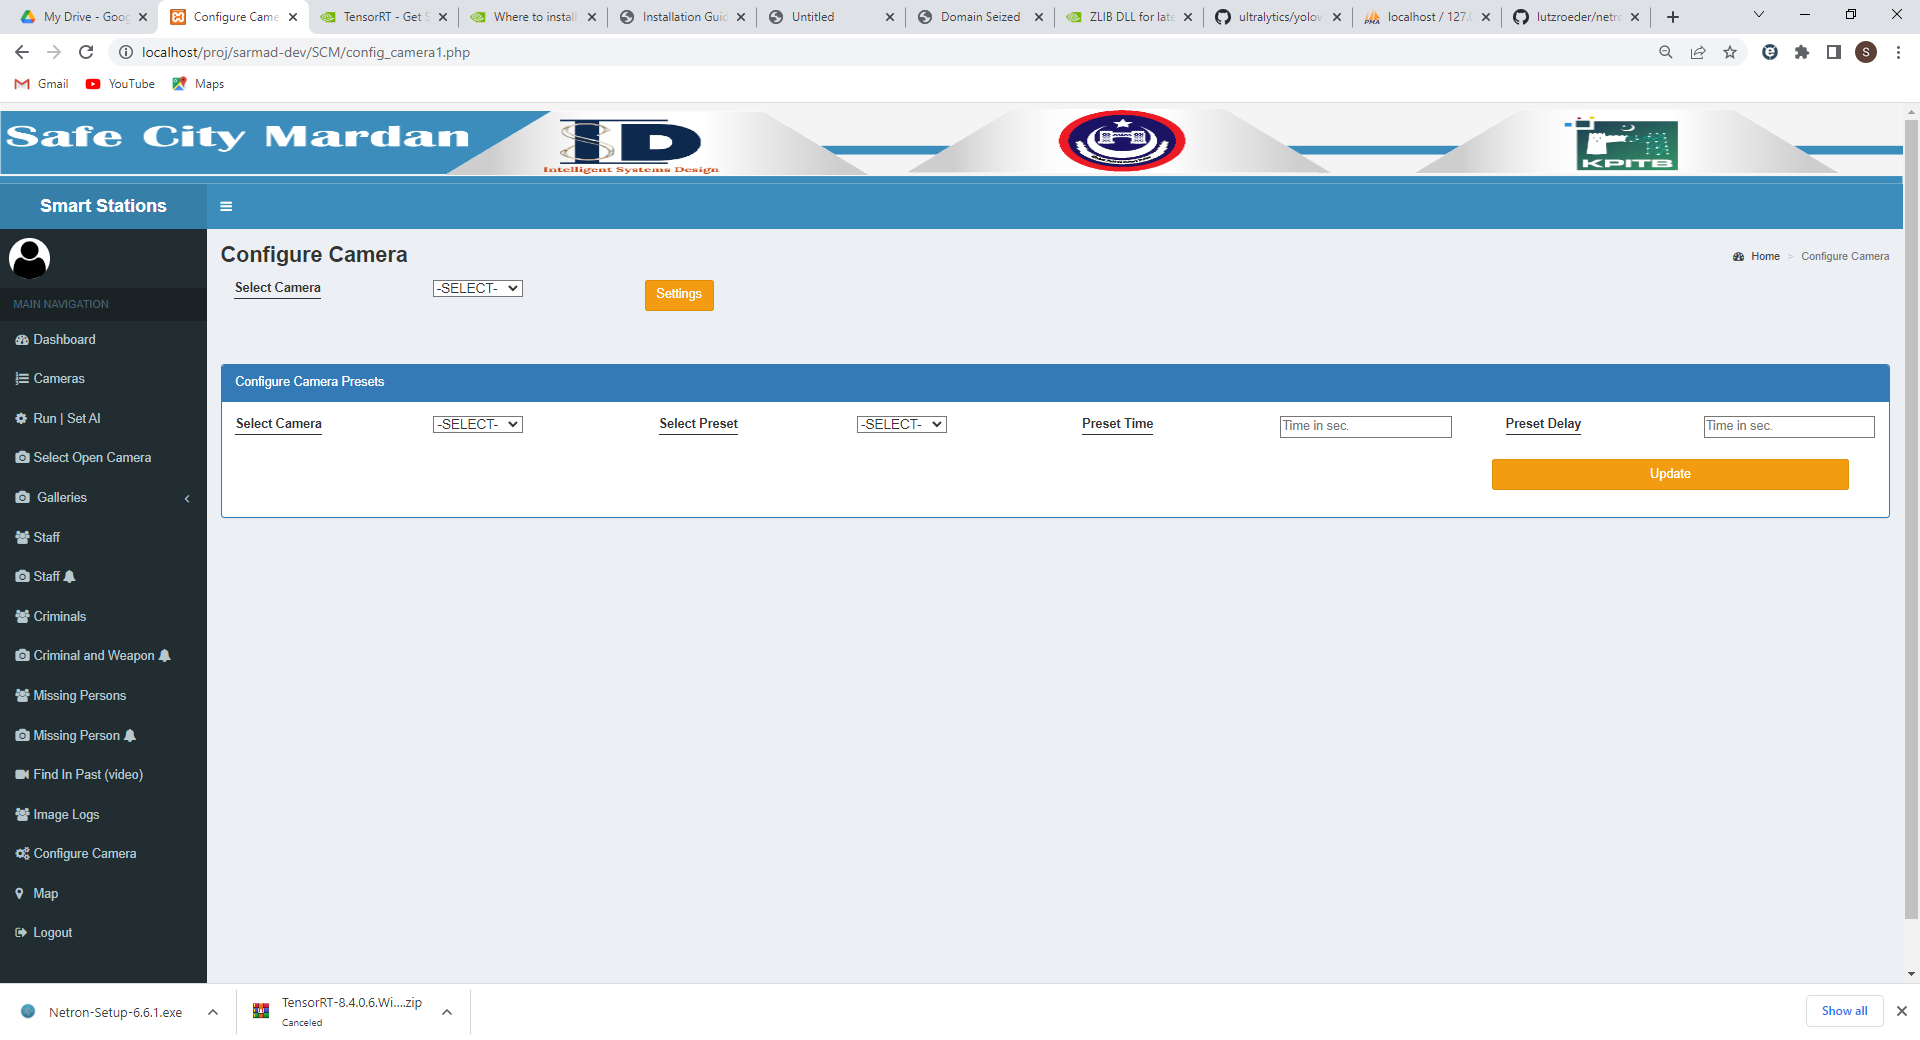 My Drive - Goog
Configure Came
TensorRT - Get S
Where to install
Installation Guid
Untitled
Domain Seized
ZLIB DLL for late
ultralytics/yolov
localhost / 127.0
lutzroeder/netro
localhost/proj/sarmad-dev/SCM/config_camera1.php
S
Gmail
YouTube
Maps
Safe City Mardan
ISD
Intelligent Systems Design
KPITB
Smart Stations
Configure Camera
Home > Configure Camera
Select Camera
-SELECT-
Settings
MAIN NAVIGATION
Dashboard
Cameras
Run | Set AI
Select Open Camera
Galleries
Staff
Staff
Criminals
Criminal and Weapon
Missing Persons
Missing Person
Find In Past (video)
Image Logs
Configure Camera
Map
Logout
Configure Camera Presets
Select Camera
-SELECT-
Select Preset
-SELECT-
Preset Time
Time in sec.
Preset Delay
Time in sec.
Update
Netron-Setup-6.6.1.exe
TensorRT-8.4.0.6.Wi....zip
Canceled
Show all